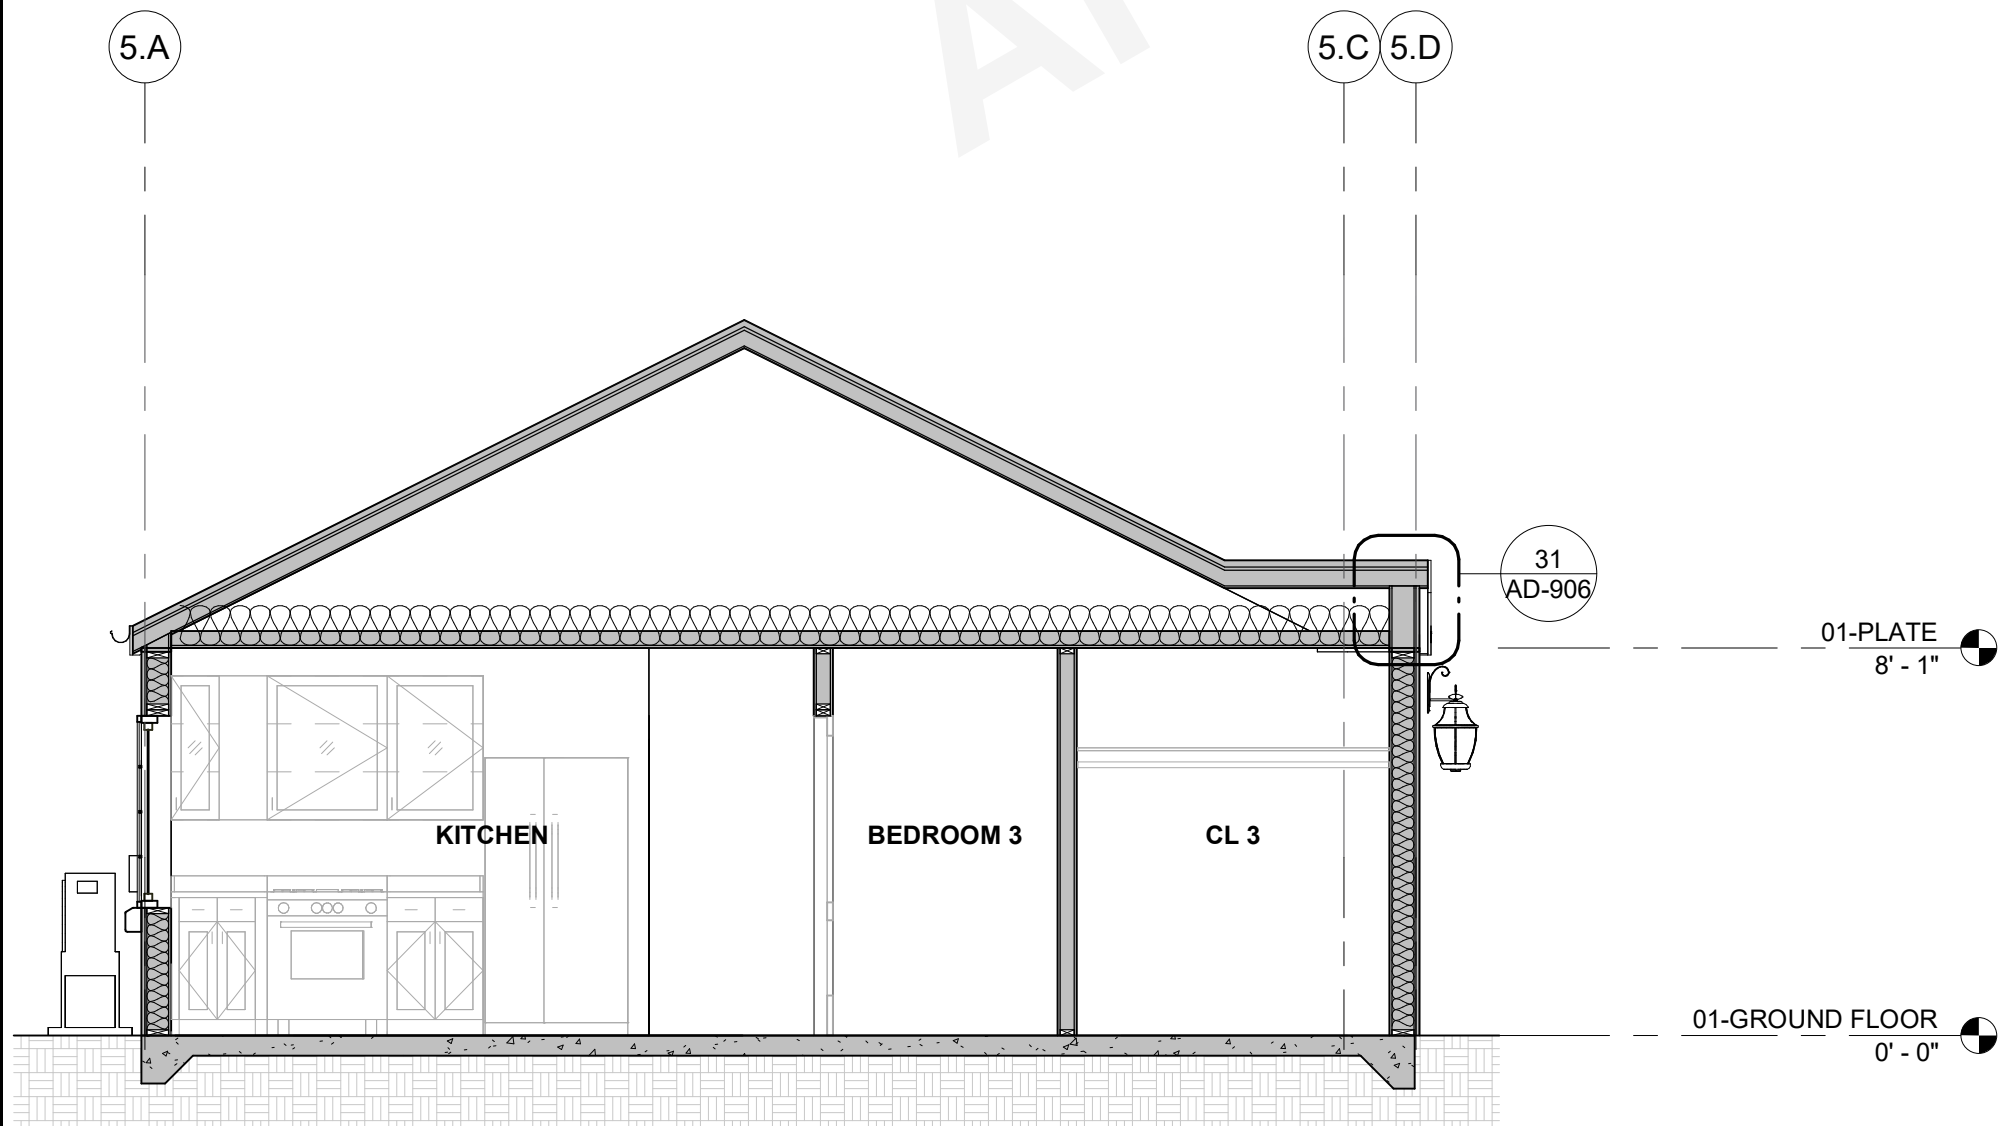 5.A
5.C
5.D
31
AD-906
01-PLATE
8' - 1"
KITCHEN
BEDROOM 3
CL 3
01-GROUND FLOOR
0' - 0"